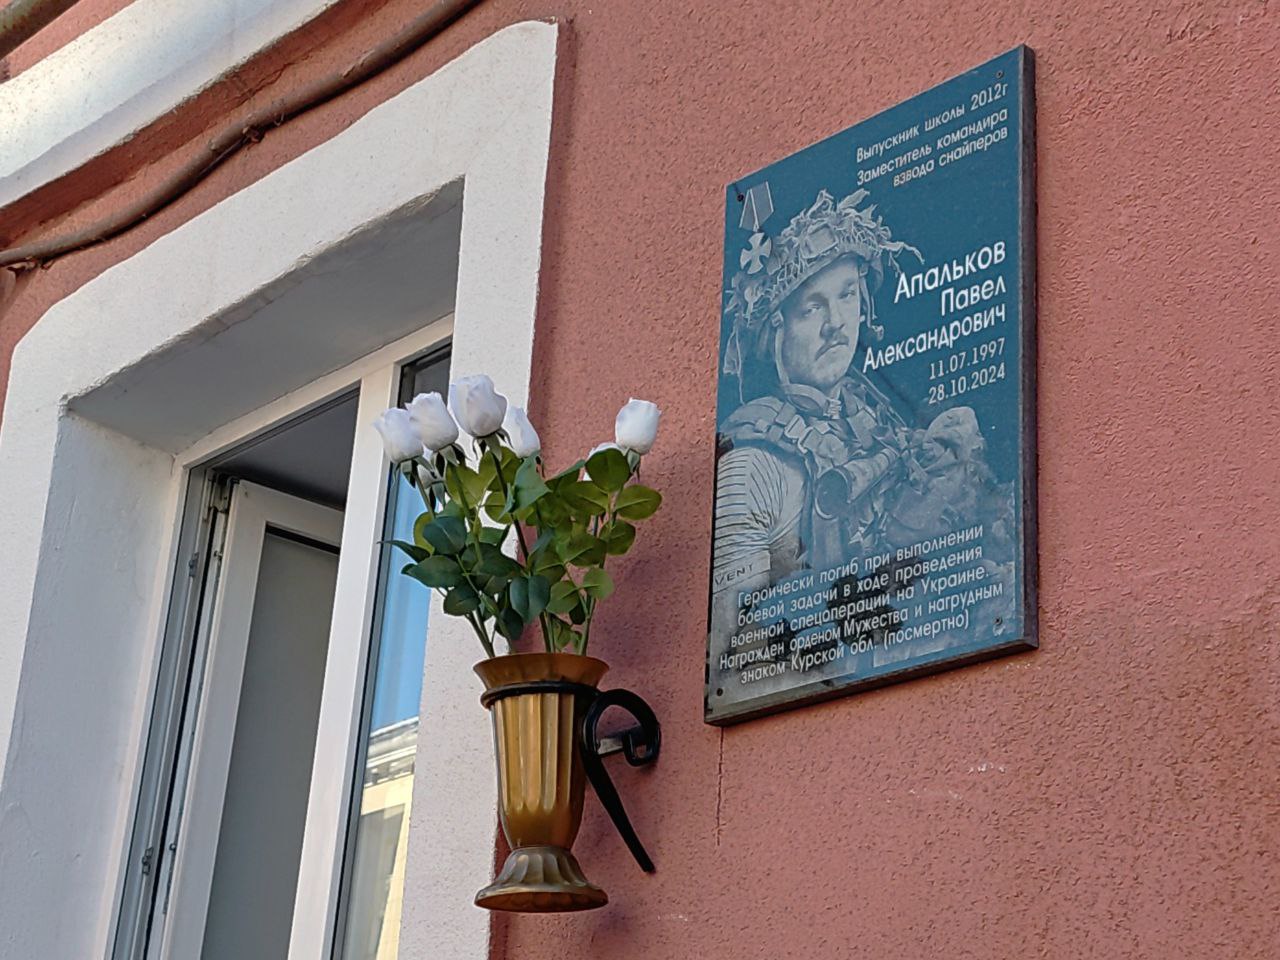 Выпускник школы 2012г
Заместитель командира
взвода снайперов
Апальков
Павел
Александрович
11.07.1997
28.10.2024
VENT
Героически погиб при выполнении
боевой задачи в ходе проведения
военной спецоперации на Украине.
Награжден орденом Мужества и нагрудным
знаком Курской обл. (посмертно)